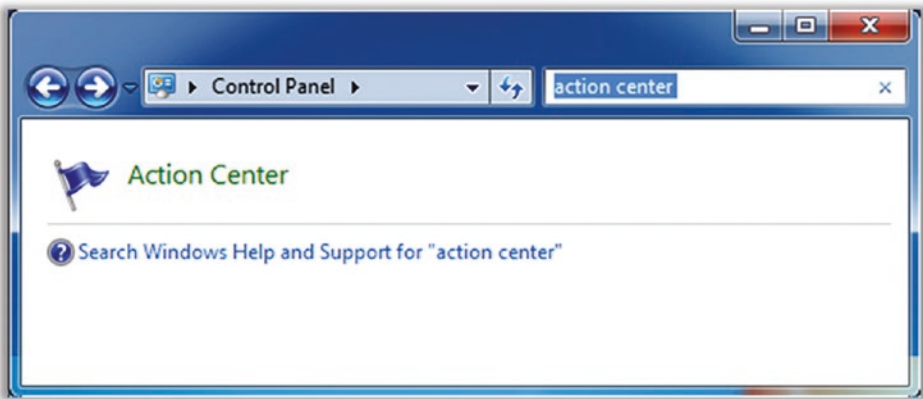 Control Panel
action center
Action Center
Search Windows Help and Support for "action center"